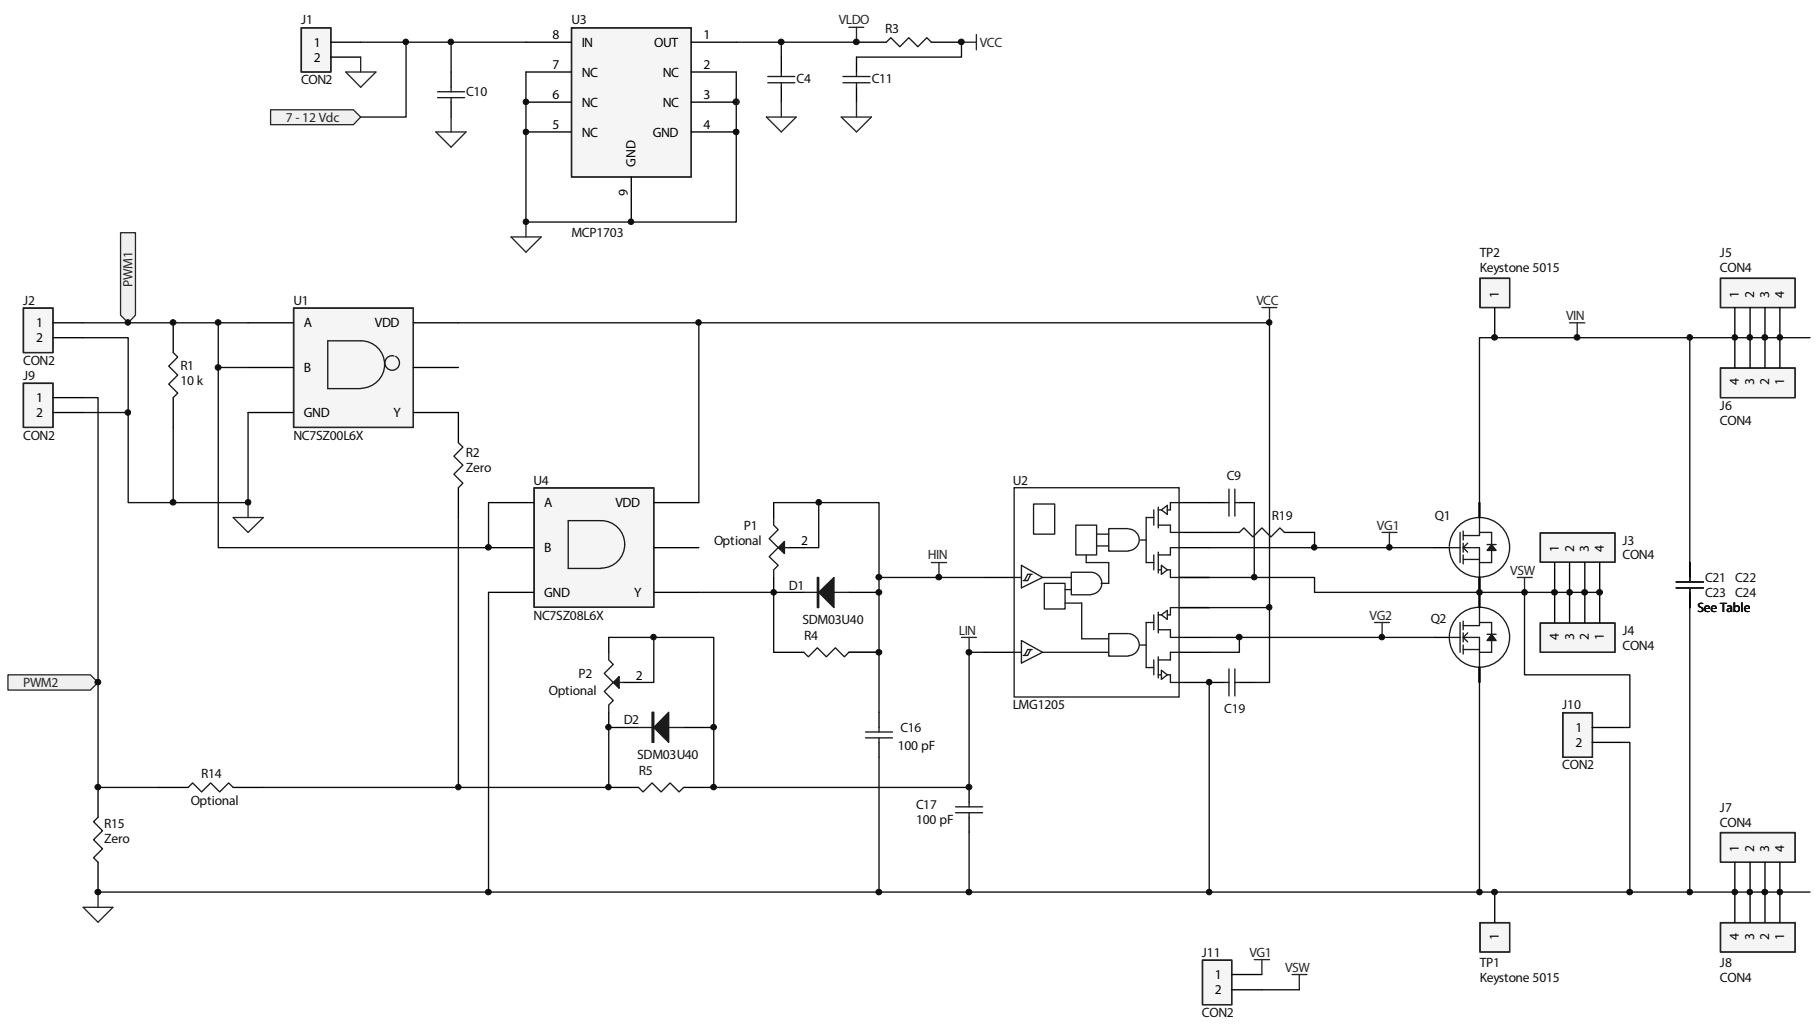 J1
1
2
CON2
7 - 12 Vdc
C10
U3
8 IN OUT 1
7 NC NC 2
6 NC NC 3
5 NC GND 4
GND
9
MCP1703
VLDO
R3
VCC
C4
C11
PWM1
J2
1
2
CON2
J9
1
2
CON2
R1
10 k
U1
A VDD
B
GND Y
NC7SZ00L6X
R2
Zero
U4
A VDD
B
GND Y
NC7SZ08L6X
P1
Optional
2
D1
SDM03U40
R4
P2
Optional
2
D2
SDM03U40
R5
PWM2
R14
Optional
R15
Zero
HIN
LIN
C16
100 pF
C17
100 pF
U2
LMG1205
VCC
C9
R19
C19
VG1
VG2
Q1
Q2
VSW
TP2
Keystone 5015
1
VIN
J5
CON4
1 2 3 4
4 3 2 1
J6
CON4
1 2 3 4
J3
CON4
4 3 2 1
J4
CON4
C21 C22
C23 C24
See Table
J10
1
2
CON2
J7
CON4
1 2 3 4
4 3 2 1
J8
CON4
1
TP1
Keystone 5015
J11
1
2
CON2
VG1
VSW